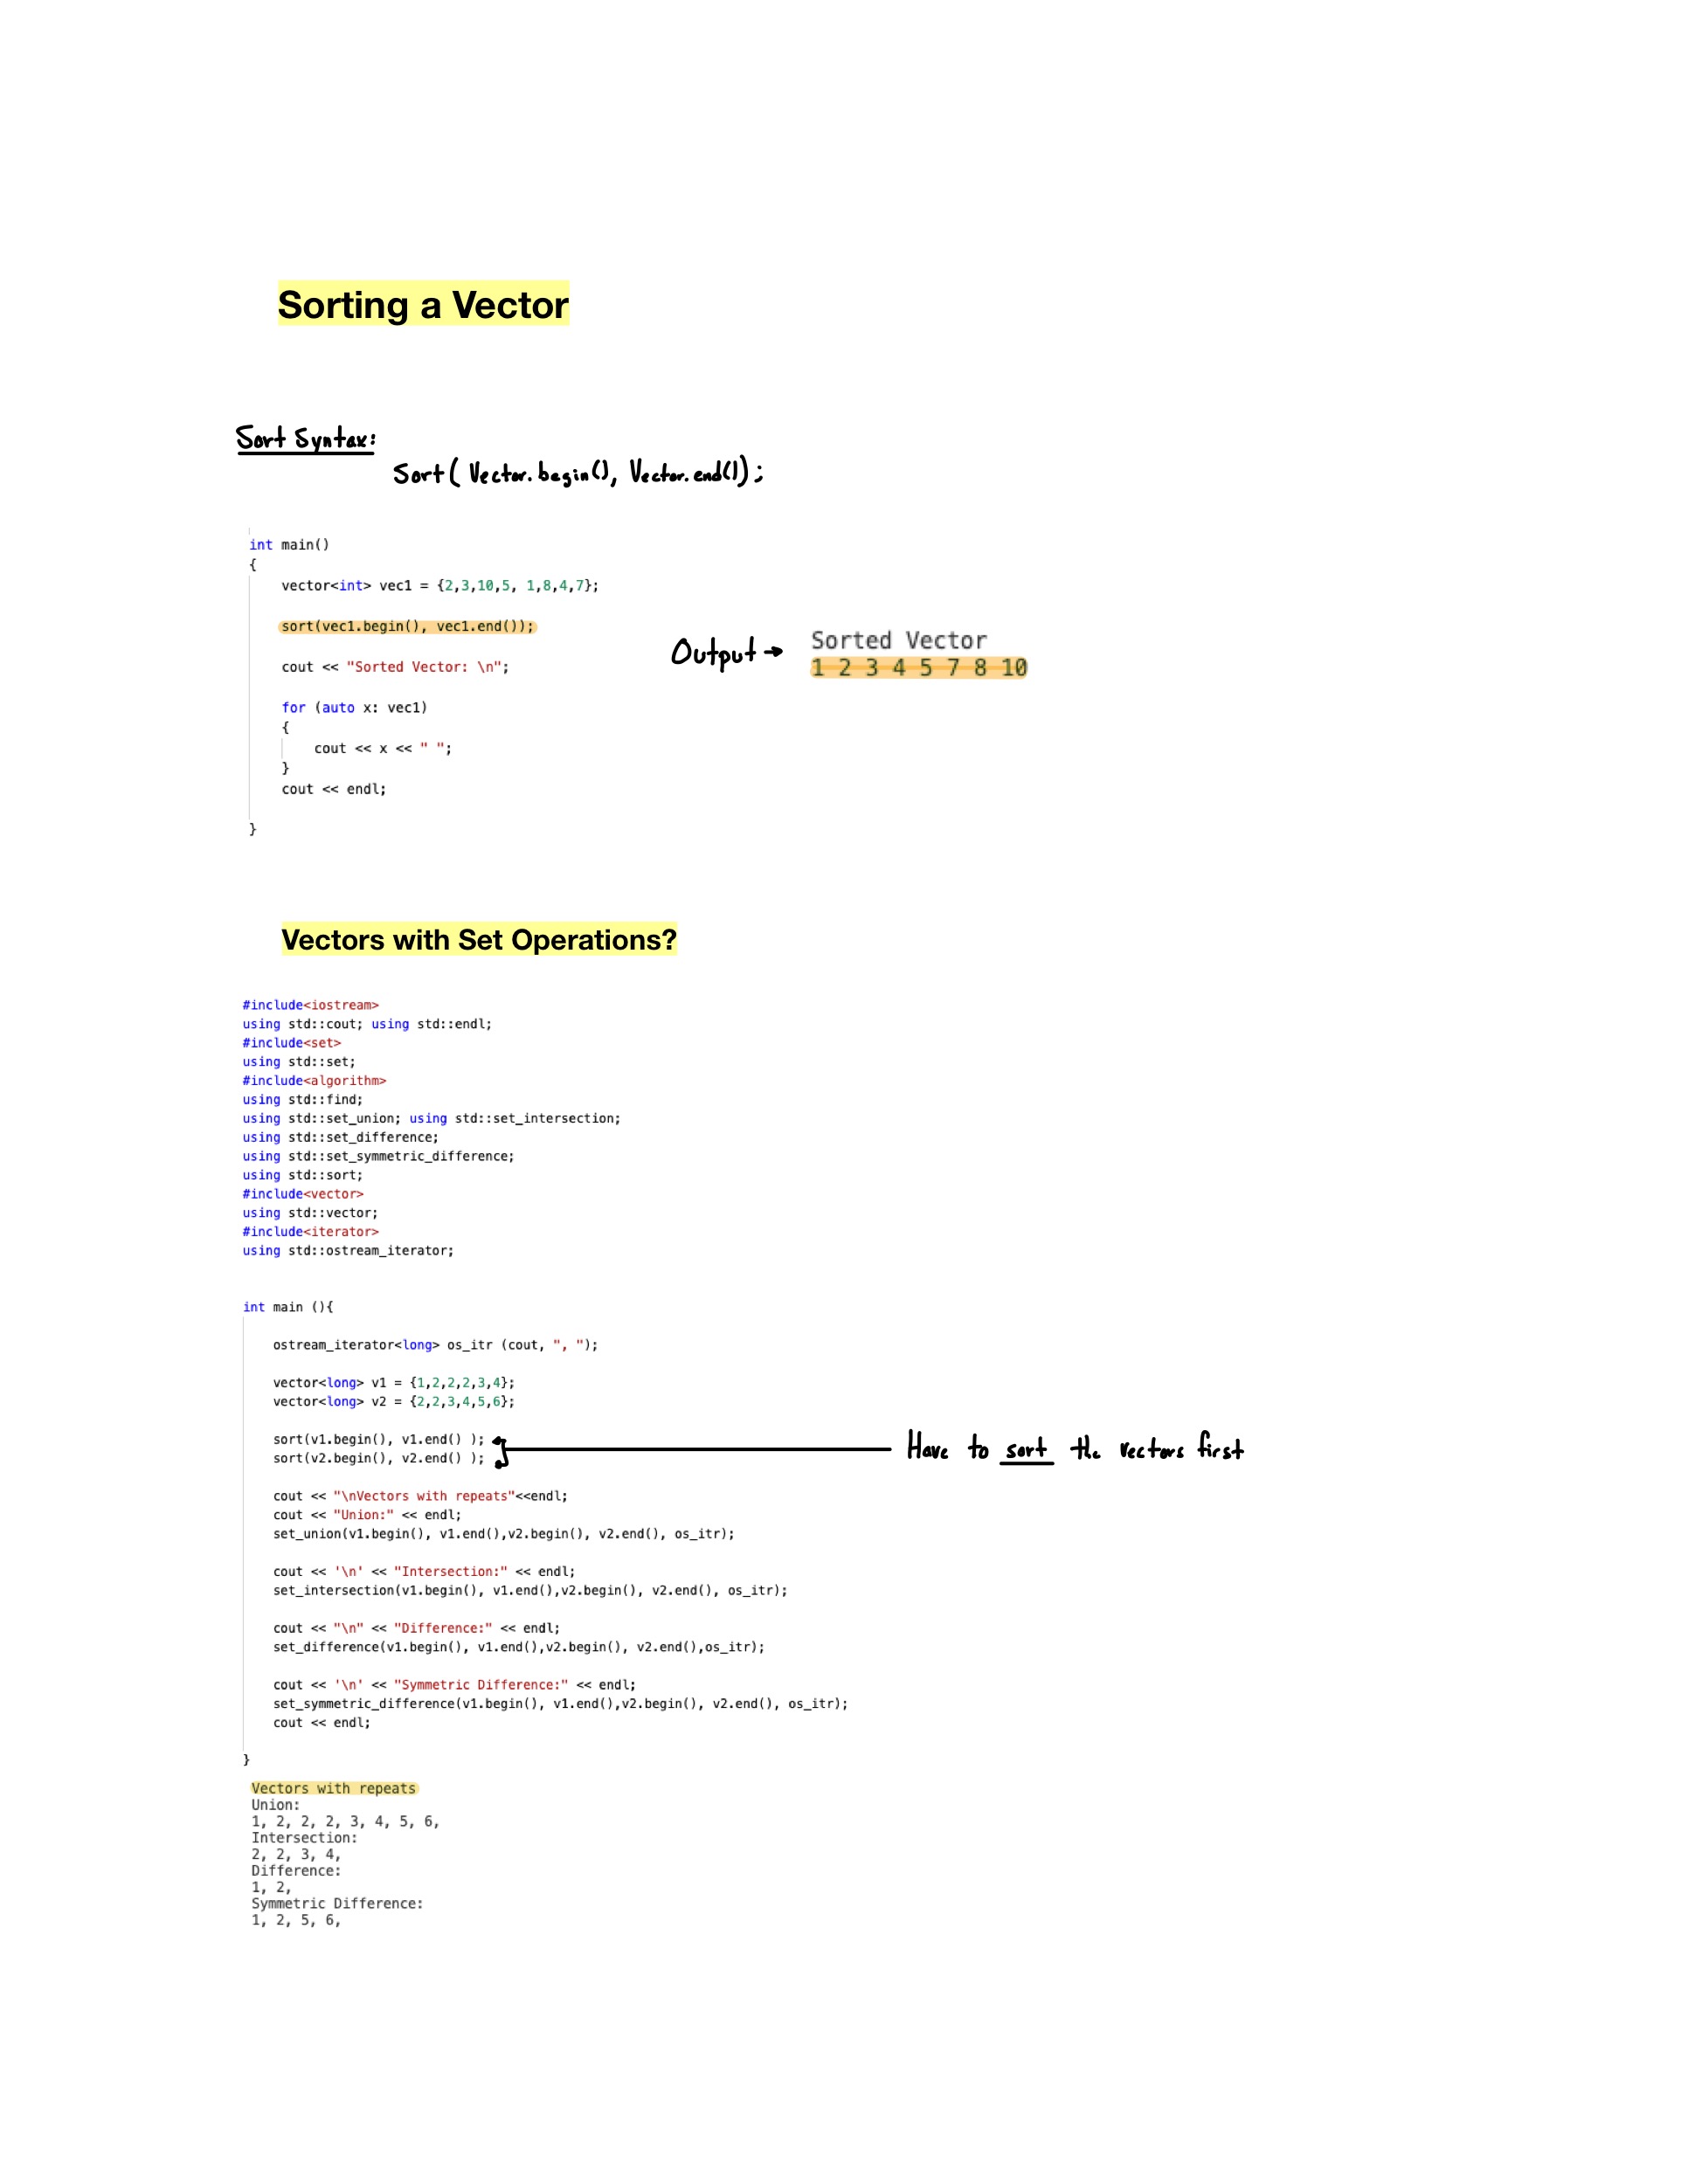 Sorting a Vector
Sort Syntax:
Sort( Vector.begin(), Vector.end());
int main()
{
vector<int> vec1 = {2,3,10,5, 1,8,4,7};
sort(vec1.begin(), vec1.end());
cout << "Sorted Vector: \n";
for (auto x: vec1)
{
cout << x << " ";
}
cout << endl;
}
Output →
Sorted Vector
1 2 3 4 5 7 8 10
Vectors with Set Operations?
#include<iostream>
using std::cout; using std::endl;
#include<set>
using std::set;
#include<algorithm>
using std::find;
using std::set_union; using std::set_intersection;
using std::set_difference;
using std::set_symmetric_difference;
using std::sort;
#include<vector>
using std::vector;
#include<iterator>
using std::ostream_iterator;
int main (){
ostream_iterator<long> os_itr (cout, ", ");
vector<long> v1 = {1,2,2,2,3,4};
vector<long> v2 = {2,2,3,4,5,6};
sort(v1.begin(), v1.end() );
sort(v2.begin(), v2.end() );
Have to sort the vectors first
cout << "\nVectors with repeats"<<endl;
cout << "Union:" << endl;
set_union(v1.begin(), v1.end(),v2.begin(), v2.end(), os_itr);
cout << '\n' << "Intersection:" << endl;
set_intersection(v1.begin(), v1.end(),v2.begin(), v2.end(), os_itr);
cout << "\n" << "Difference:" << endl;
set_difference(v1.begin(), v1.end(),v2.begin(), v2.end(),os_itr);
cout << '\n' << "Symmetric Difference:" << endl;
set_symmetric_difference(v1.begin(), v1.end(),v2.begin(), v2.end(), os_itr);
cout << endl;
}
Vectors with repeats
Union:
1, 2, 2, 2, 3, 4, 5, 6,
Intersection:
2, 2, 3, 4,
Difference:
1, 2,
Symmetric Difference:
1, 2, 5, 6,